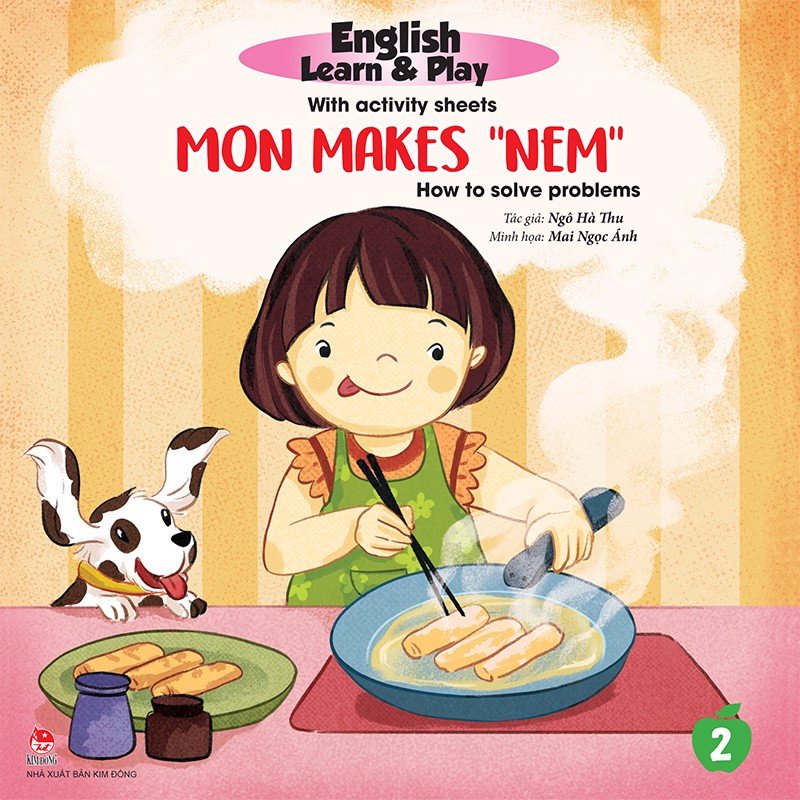 English
Learn & Play
With activity sheets
MON MAKES "NEM"
How to solve problems
Tác giả: Ngô Hà Thu
Minh họa: Mai Ngọc Ánh
2
KIM ĐỒNG
NHÀ XUẤT BẢN KIM ĐỒNG